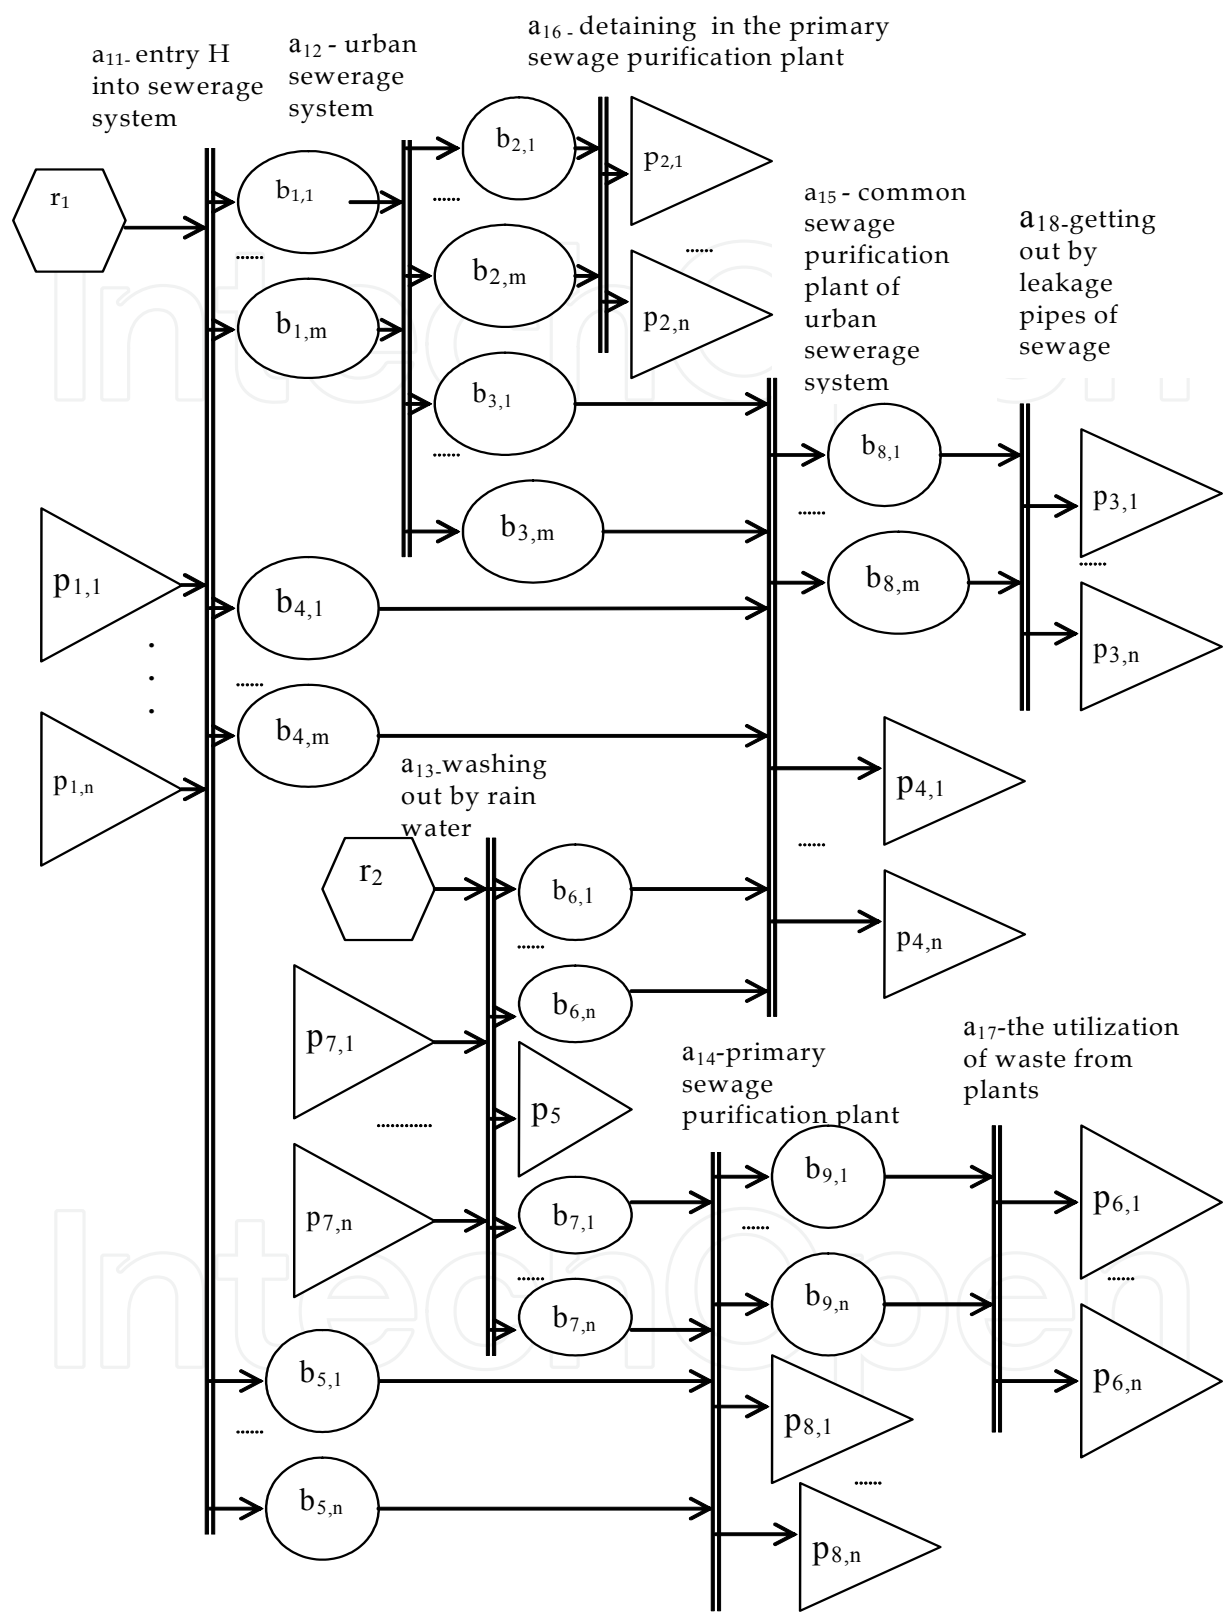 a16 - detaining in the primary
sewage purification plant
a11- entry H
into sewerage
system
a12 - urban
sewerage
system
r1
b1,1
......
b1,m
b2,1
......
b2,m
p2,1
......
p2,n
b3,1
......
b3,m
a15 - common
sewage
purification
plant of
urban
sewerage
system
a18-getting
out by
leakage
pipes of
sewage
b8,1
......
b8,m
p3,1
......
p3,n
p1,1
.
.
.
p1,n
b4,1
......
b4,m
p4,1
......
p4,n
a13-washing
out by rain
water
r2
b6,1
......
b6,n
p7,1
............
p7,n
p5
b7,1
......
b7,n
a14-primary
sewage
purification plant
a17-the utilization
of waste from
plants
b9,1
......
b9,n
p6,1
......
p6,n
b5,1
......
b5,n
p8,1
......
p8,n
IntechOpen
IntechOpen